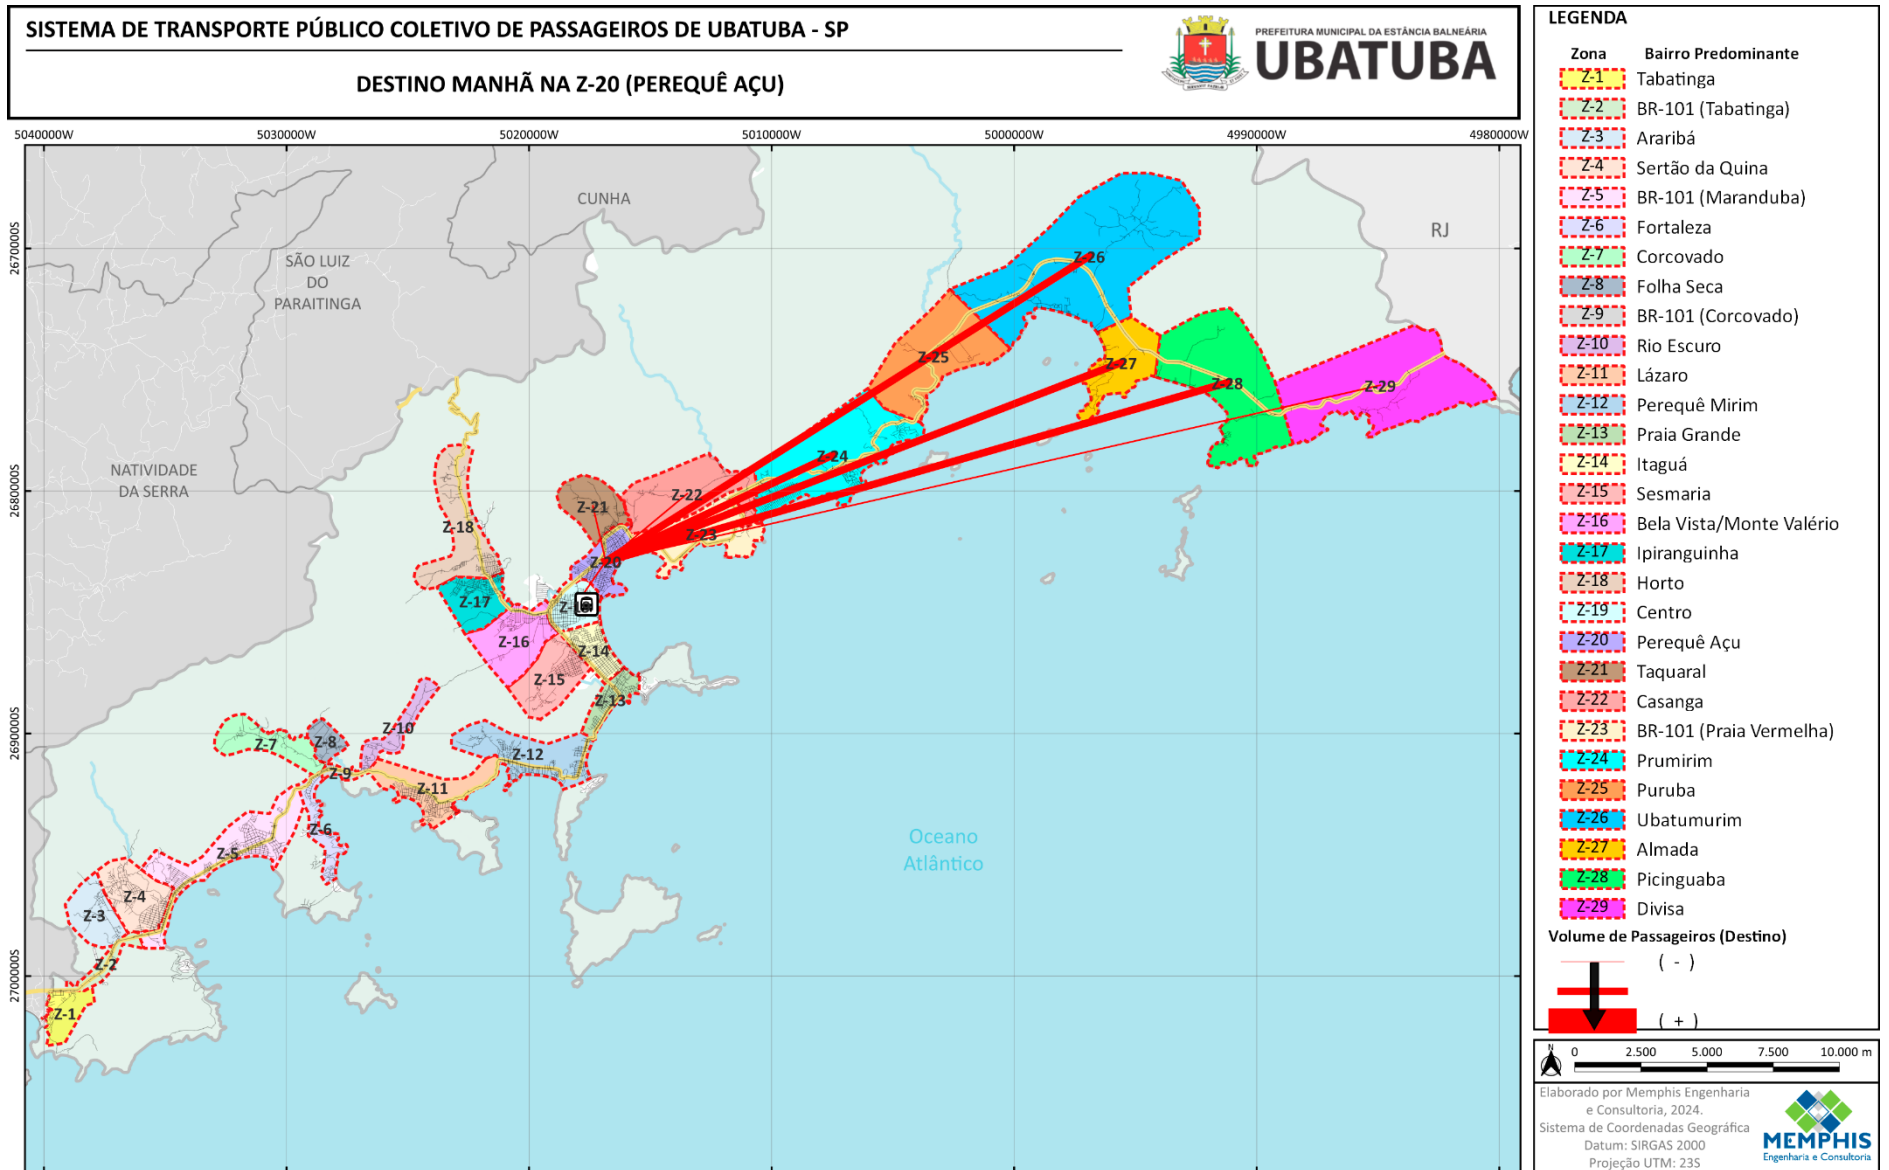 SISTEMA DE TRANSPORTE PÚBLICO COLETIVO DE PASSAGEIROS DE UBATUBA - SP
DESTINO MANHÃ NA Z-20 (PEREQUÊ AÇU)
PREFEITURA MUNICIPAL DA ESTÂNCIA BALNEÁRIA
UBATUBA
5040000W 5030000W 5020000W 5010000W 5000000W 4990000W 4980000W
2670000S
2680000S
2690000S
2700000S
CUNHA
RJ
SÃO LUIZ
DO
PARAITINGA
NATIVIDADE
DA SERRA
Z-26
Z-25
Z-27
Z-28
Z-29
Z-24
Z-22
Z-21
Z-18
Z-23
Z-20
Z-17
Z-16
Z-14
Z-15
Z-13
Z-10
Z-7
Z-8
Z-12
Z-9
Z-11
Z-6
Z-5
Z-4
Z-3
Z-2
Z-1
Oceano
Atlântico
LEGENDA
Zona Bairro Predominante
Z-1 Tabatinga
Z-2 BR-101 (Tabatinga)
Z-3 Araribá
Z-4 Sertão da Quina
Z-5 BR-101 (Maranduba)
Z-6 Fortaleza
Z-7 Corcovado
Z-8 Folha Seca
Z-9 BR-101 (Corcovado)
Z-10 Rio Escuro
Z-11 Lázaro
Z-12 Perequê Mirim
Z-13 Praia Grande
Z-14 Itaguá
Z-15 Sesmaria
Z-16 Bela Vista/Monte Valério
Z-17 Ipiranguinha
Z-18 Horto
Z-19 Centro
Z-20 Perequê Açu
Z-21 Taquaral
Z-22 Casanga
Z-23 BR-101 (Praia Vermelha)
Z-24 Prumirim
Z-25 Puruba
Z-26 Ubatumurim
Z-27 Almada
Z-28 Picinguaba
Z-29 Divisa
Volume de Passageiros (Destino)
( - )
( + )
N 0 2.500 5.000 7.500 10.000 m
Elaborado por Memphis Engenharia
e Consultoria, 2024.
Sistema de Coordenadas Geográfica
Datum: SIRGAS 2000
Projeção UTM: 23S
MEMPHIS
Engenharia e Consultoria